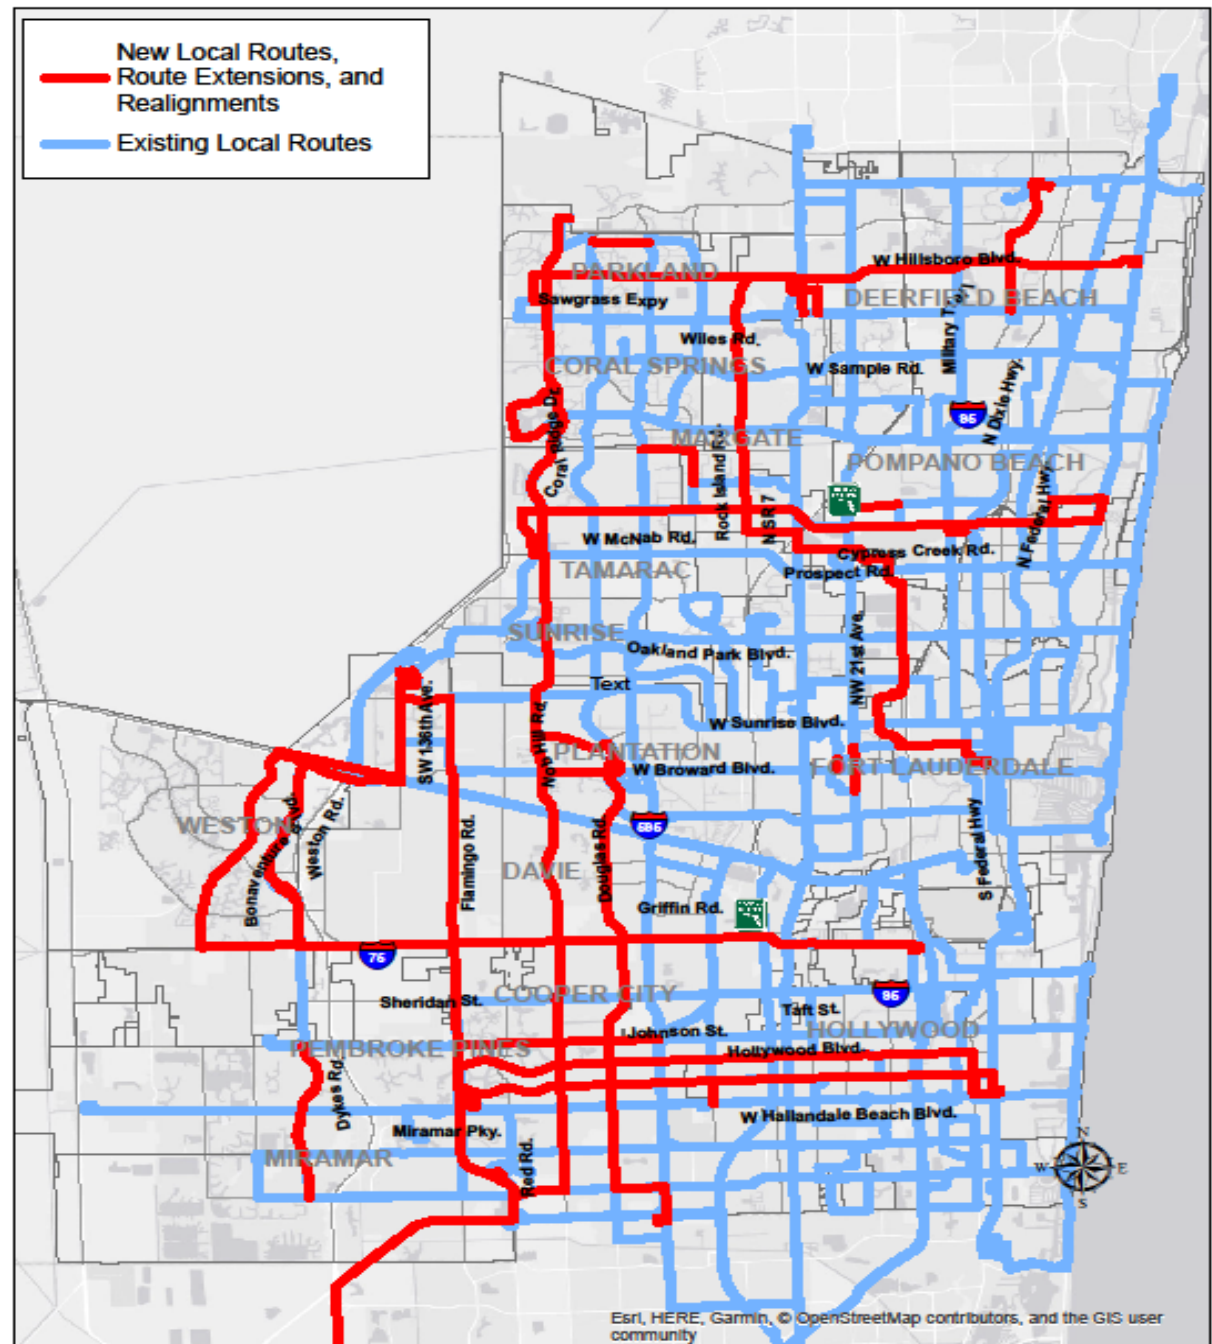 New Local Routes,
Route Extensions, and
Realignments
Existing Local Routes
W Hillsboro Blvd.
PARKLAND
Sawgrass Expy
DEERFIELD BEACH
Military Trail
Wiles Rd.
CORAL SPRINGS
W Sample Rd.
95
N Dixie Hwy.
Coral Ridge Dr.
MARGATE
Rock Island Rd.
POMPANO BEACH
N SR 7
N Federal Hwy.
W McNab Rd.
Cypress Creek Rd.
TAMARAC
Prospect Rd.
SUNRISE
Oakland Park Blvd.
NW 21st Ave.
Text
SW 136th Ave.
Nob Hill Rd.
W Sunrise Blvd.
PLANTATION
W Broward Blvd.
FORT LAUDERDALE
WESTON
Bonaventure Blvd.
Weston Rd.
595
Flamingo Rd.
Douglas Rd.
S Federal Hwy
DAVIE
Griffin Rd.
75
COOPER CITY
95
Sheridan St.
Taft St.
Johnson St.
HOLLYWOOD
PEMBROKE PINES
Hollywood Blvd.
Dykes Rd.
W Hallandale Beach Blvd.
Miramar Pky.
MIRAMAR
Red Rd.
N
W E
S
Esri, HERE, Garmin, © OpenStreetMap contributors, and the GIS user
community